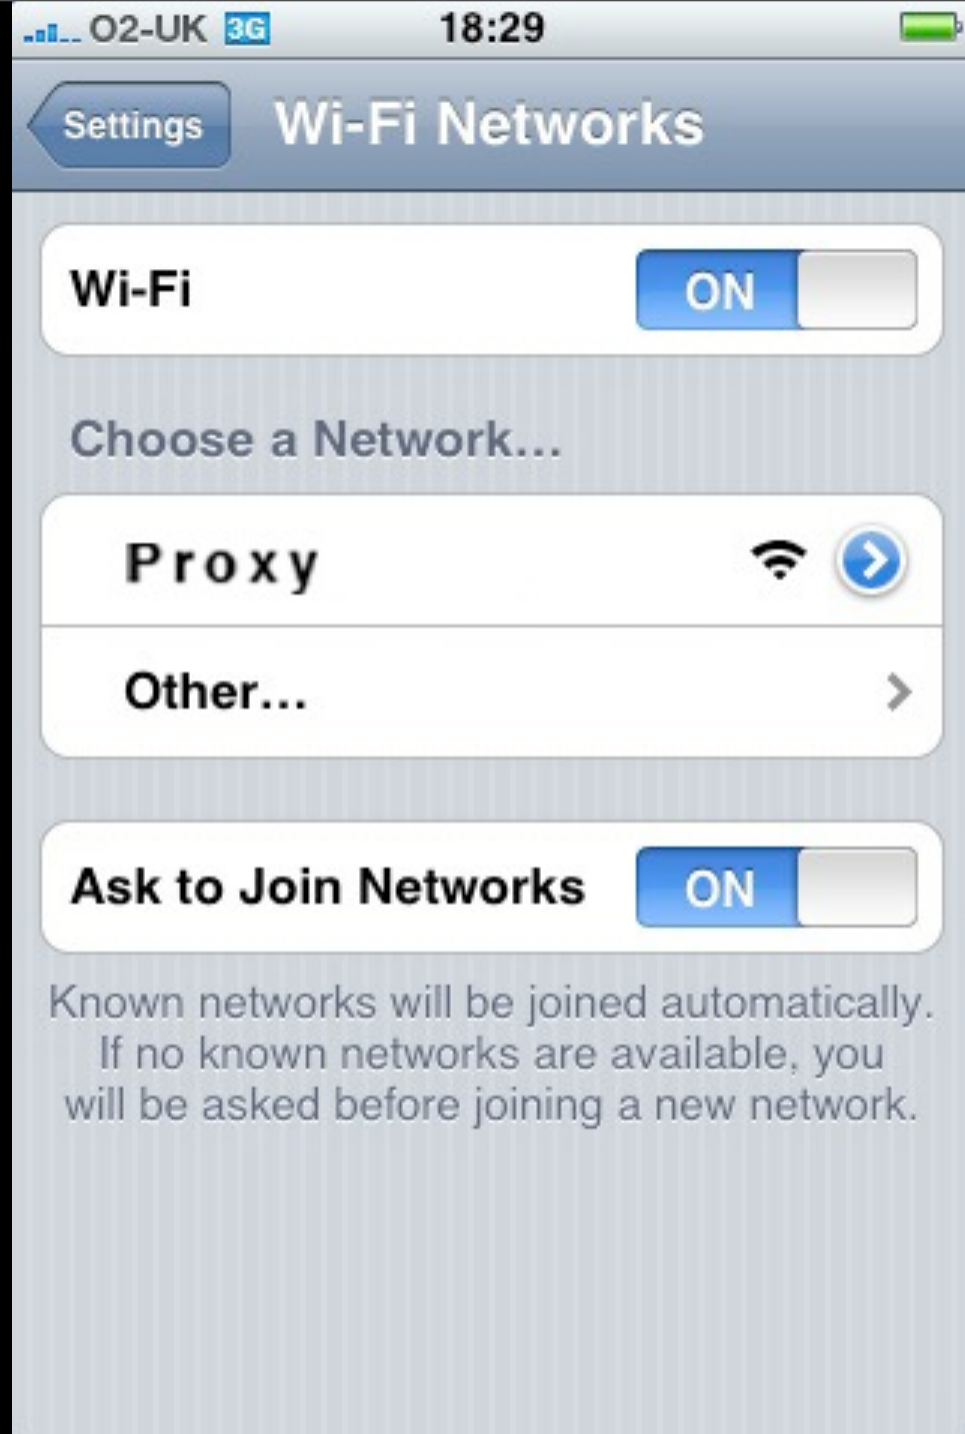 O2-UK 3G 18:29
Settings Wi-Fi Networks
Wi-Fi ON
Choose a Network...
Proxy
Other...
Ask to Join Networks ON
Known networks will be joined automatically.
If no known networks are available, you
will be asked before joining a new network.